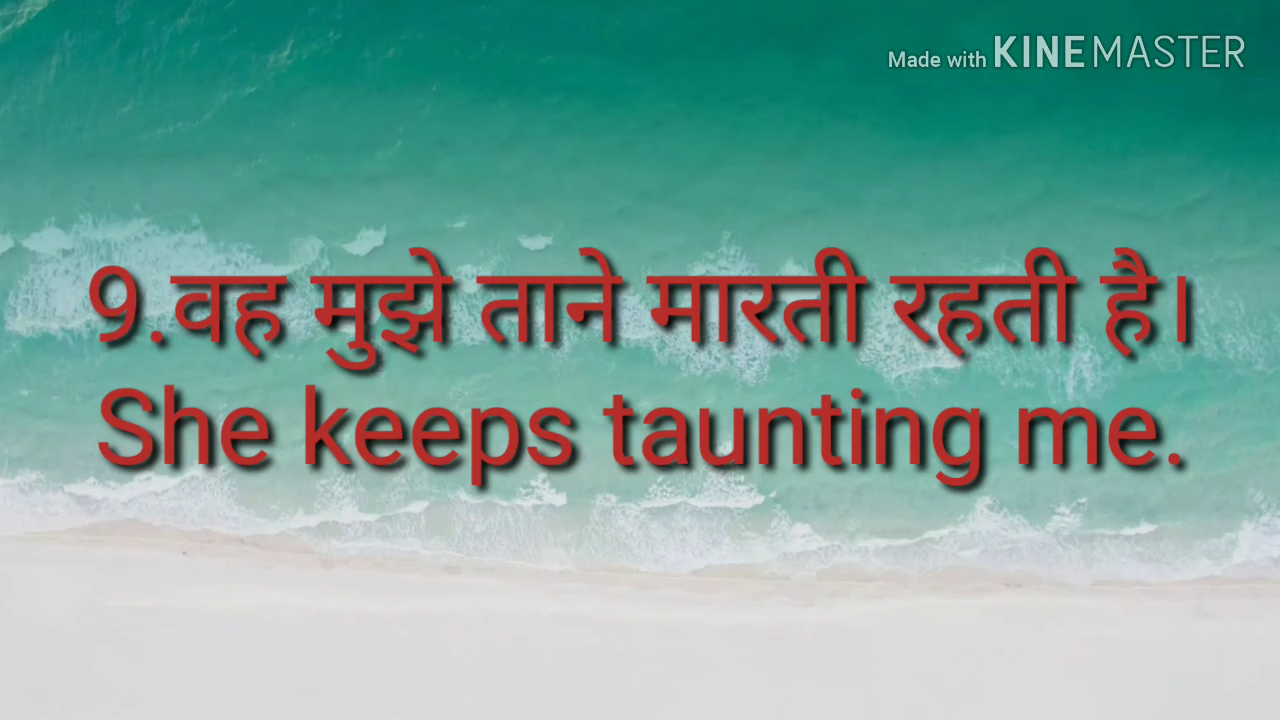 Made with KINEMASTER
9.वह मुझे ताने मारती रहती है।
She keeps taunting me.